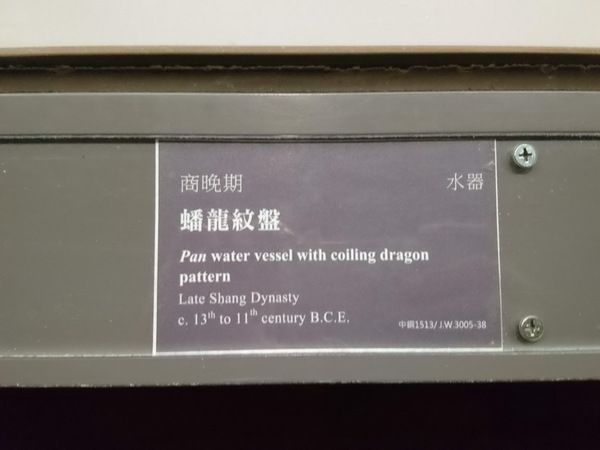 商晚期 水器
蟠龍紋盤
Pan water vessel with coiling dragon
pattern
Late Shang Dynasty
c. 13th to 11th century B.C.E.
中銅1513/ J.W.3005-38